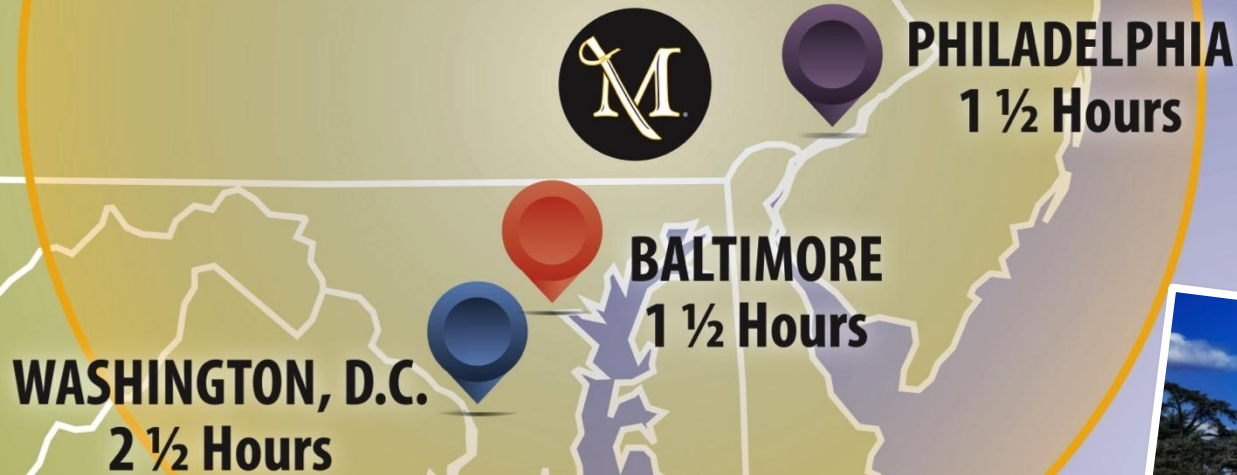 M
PHILADELPHIA
1 ½ Hours
BALTIMORE
1 ½ Hours
WASHINGTON, D.C.
2 ½ Hours